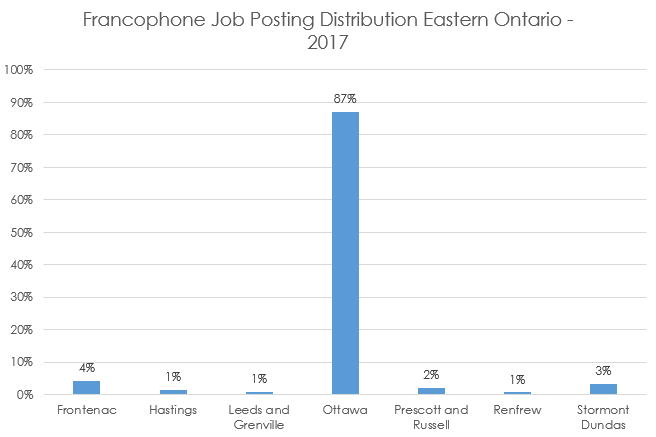 Francophone Job Posting Distribution Eastern Ontario -
2017
100%
90%
80%
70%
60%
50%
40%
30%
20%
10%
0%
4%
1%
1%
87%
2%
1%
3%
Frontenac
Hastings
Leeds and
Grenville
Ottawa
Prescott and
Russell
Renfrew
Stormont
Dundas